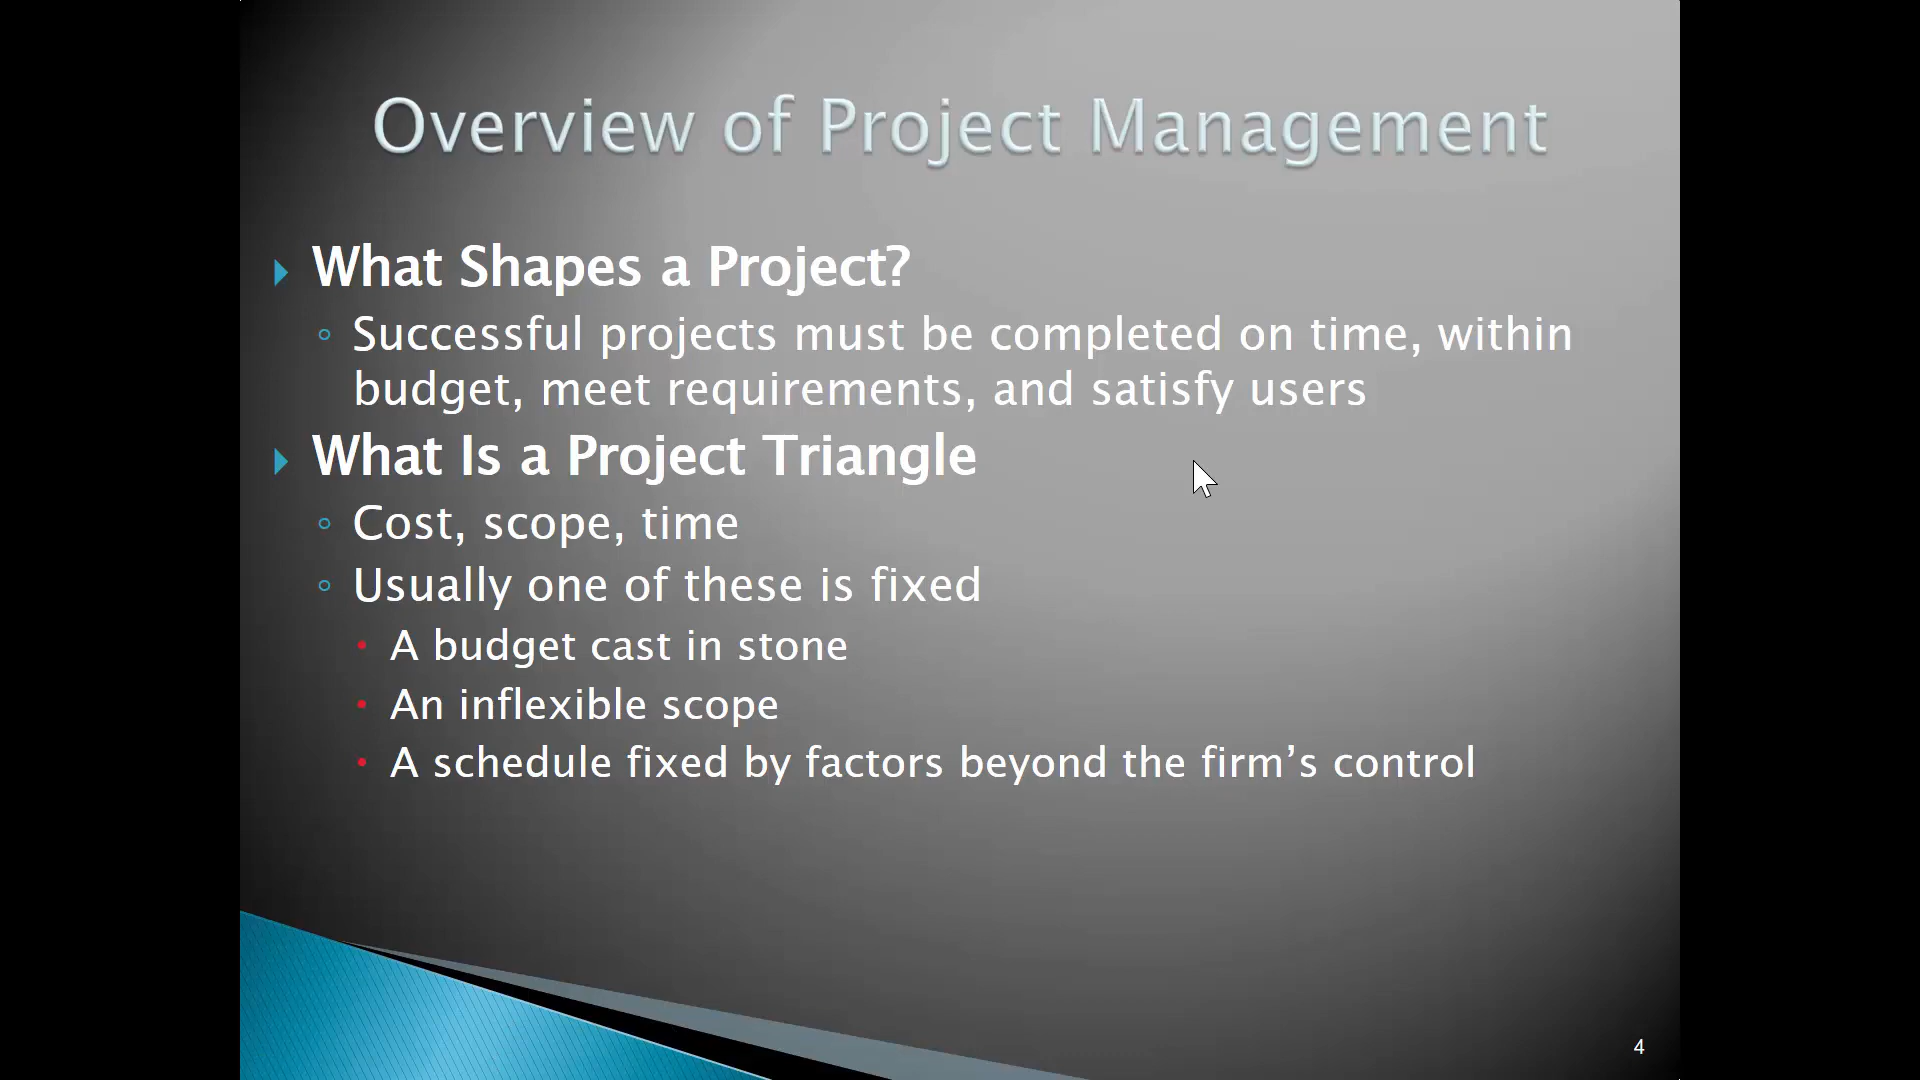 Overview of Project Management
What Shapes a Project?
Successful projects must be completed on time, within
budget, meet requirements, and satisfy users
What Is a Project Triangle
Cost, scope, time
Usually one of these is fixed
A budget cast in stone
An inflexible scope
A schedule fixed by factors beyond the firm’s control
4